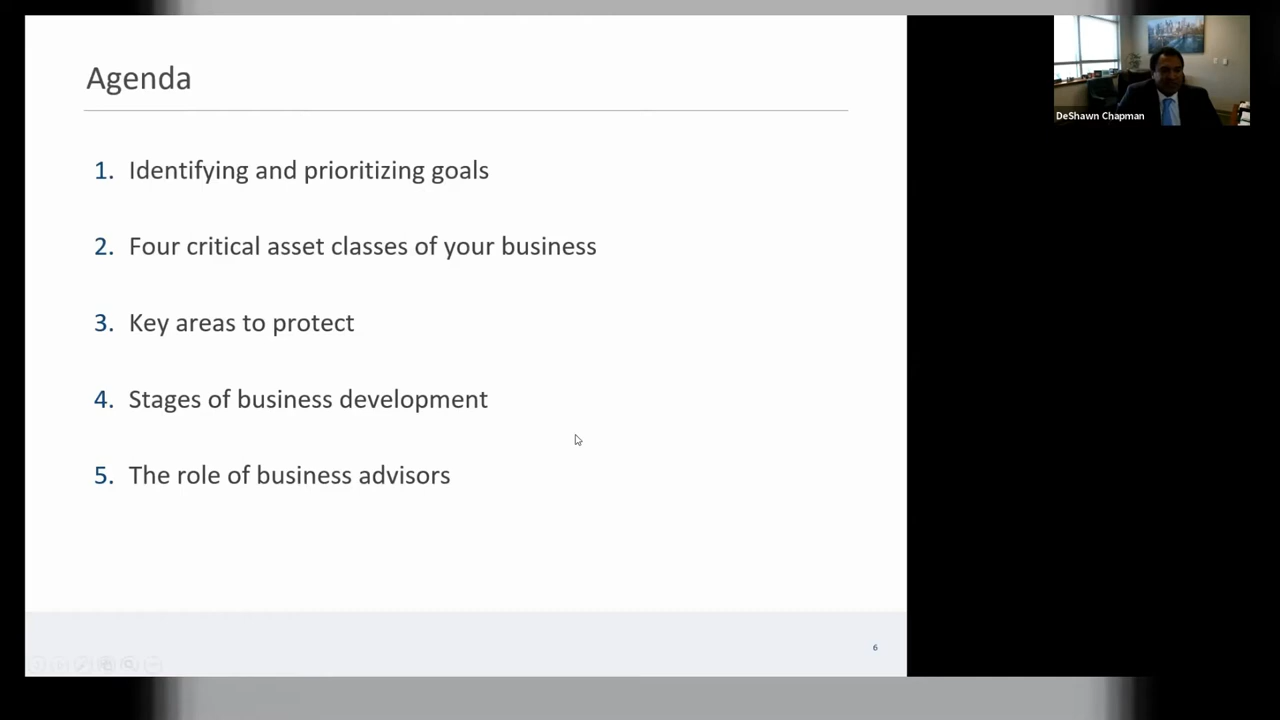 Agenda
1. Identifying and prioritizing goals
2. Four critical asset classes of your business
3. Key areas to protect
4. Stages of business development
5. The role of business advisors
6
DeShawn Chapman